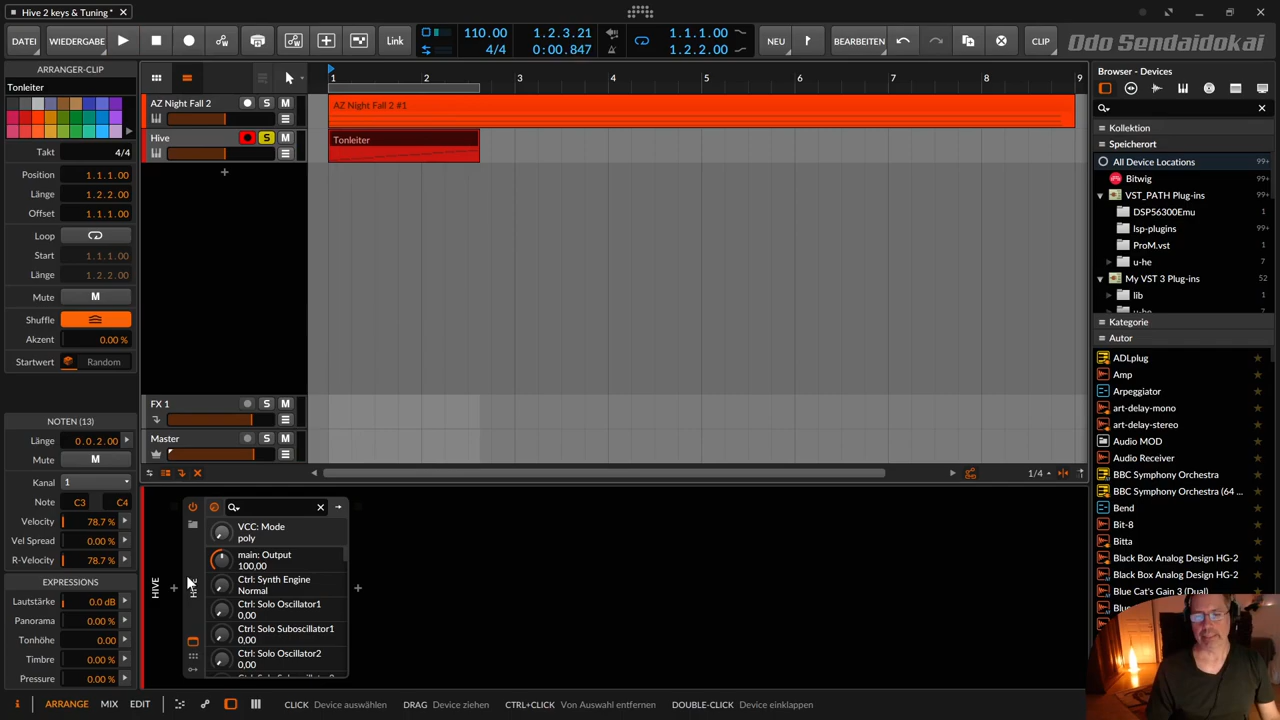 Hive 2 keys & Tuning*
DATEI
WIEDERGABE
Link
110.00
4/4
1.2.3.21
0:00.847
1.1.1.00
1.2.2.00
NEU
BEARBEITEN
CLIP
Odo Sendaidokai
ARRANGER-CLIP
Tonleiter
Takt 4/4
Position 1.1.1.00
Länge 1.2.2.00
Offset 1.1.1.00
Loop
Start 1.1.1.00
Länge 1.2.2.00
Mute M
Shuffle
Akzent 0.00 %
Startwert Random
NOTEN (13)
Länge 0.0.2.00
Mute M
Kanal 1
Note C3 C4
Velocity 78.7 %
Vel Spread 0.00 %
R-Velocity 78.7 %
EXPRESSIONS
Lautstärke 0.0 dB
Panorama 0.00 %
Tonhöhe 0.00
Timbre 0.00 %
Pressure 0.00 %
1 2 3 4 5 6 7 8 9
AZ Night Fall 2 S M
AZ Night Fall 2 #1
Hive S M
Tonleiter
+
FX 1 S M
Master S M
1/4
HIVE
VCC: Mode
poly
main: Output
100,00
Ctrl: Synth Engine
Normal
Ctrl: Solo Oscillator1
0,00
Ctrl: Solo Suboscillator1
0,00
Ctrl: Solo Oscillator2
0,00
Browser - Devices
Kollektion
Speicherort
All Device Locations 99+
Bitwig
VST_PATH Plug-ins 99+
DSP56300Emu 1
lsp-plugins 99+
ProM.vst 1
u-he 7
My VST 3 Plug-ins 52
lib 1
u-he 7
Kategorie
Autor
ADLplug
Amp
Arpeggiator
art-delay-mono
art-delay-stereo
Audio MOD
Audio Receiver
BBC Symphony Orchestra
BBC Symphony Orchestra (64 ...
Bend
Bit-8
Bitta
Black Box Analog Design HG-2
Black Box Analog Design HG-2
Blue Cat's Gain 3 (Dual)
i ARRANGE MIX EDIT
CLICK Device auswählen DRAG Device ziehen CTRL+CLICK Von Auswahl entfernen DOUBLE-CLICK Device einklappen